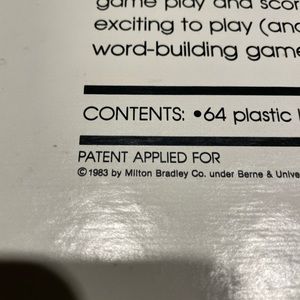 game play and scor
exciting to play (and
word-building game
CONTENTS: •64 plastic
PATENT APPLIED FOR
©1983 by Milton Bradley Co. under Berne & Unive